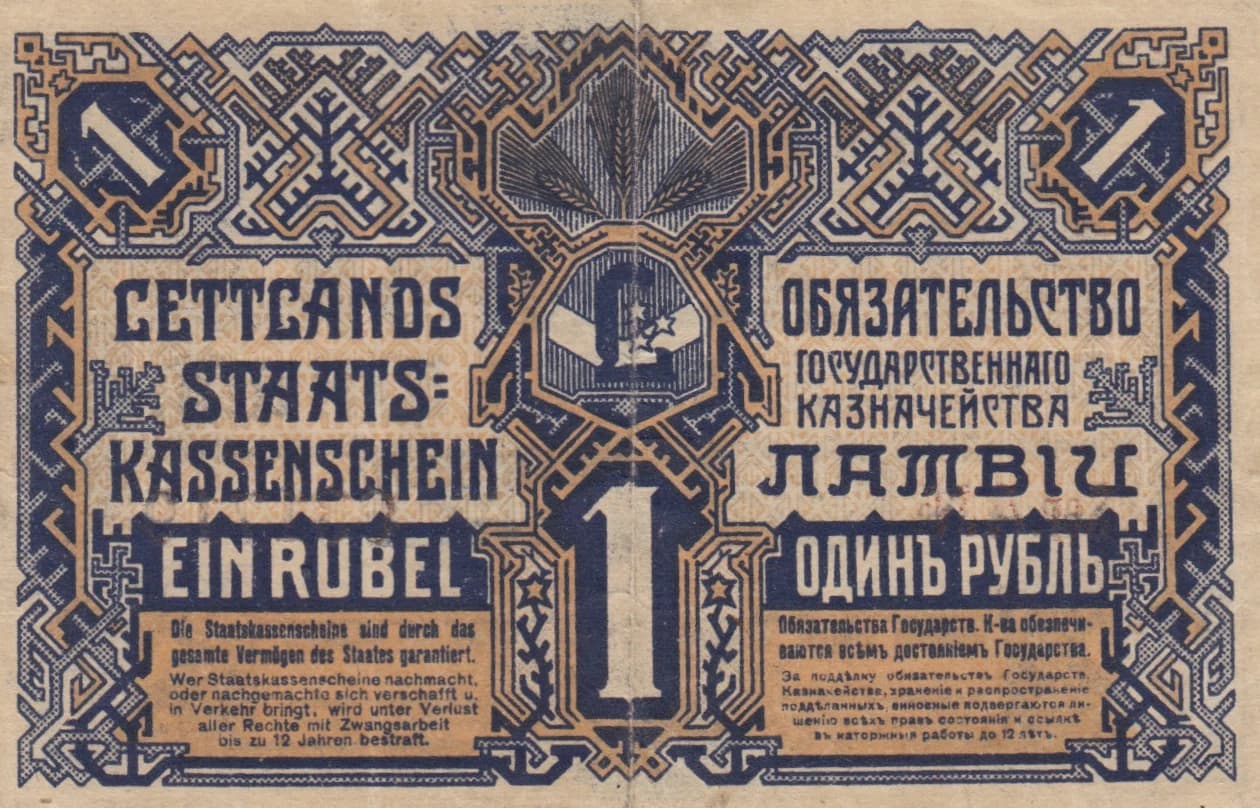 1
1
LETTLANDS
STAATS=
KASSENSCHEIN
EIN RUBEL
Die Staatskassenscheine sind durch das
gesamte Vermögen des Staates garantiert.
Wer Staatskassenscheine nachmacht,
oder nachgemachte sich verschafft u.
in Verkehr bringt, wird unter Verlust
aller Rechte mit Zwangsarbeit
bis zu 12 Jahren bestraft.
L
1
ОБЯЗАТЕЛЬСТВО
ГОСУДАРСТВЕННАГО
КАЗНАЧЕЙСТВА
ЛАТВІИ
ОДИНЪ РУБЛЬ
Обязательства Государств. К-ва обезпечи-
ваются всѣмъ достояніемъ Государства.
За поддѣлку обязательствъ Государств.
Казначейства, храненіе и распространеніе
поддѣланныхъ, виновные подвергаются ли-
шенію всѣхъ правъ состоянія и ссылкѣ
въ каторжныя работы до 12 лѣтъ.